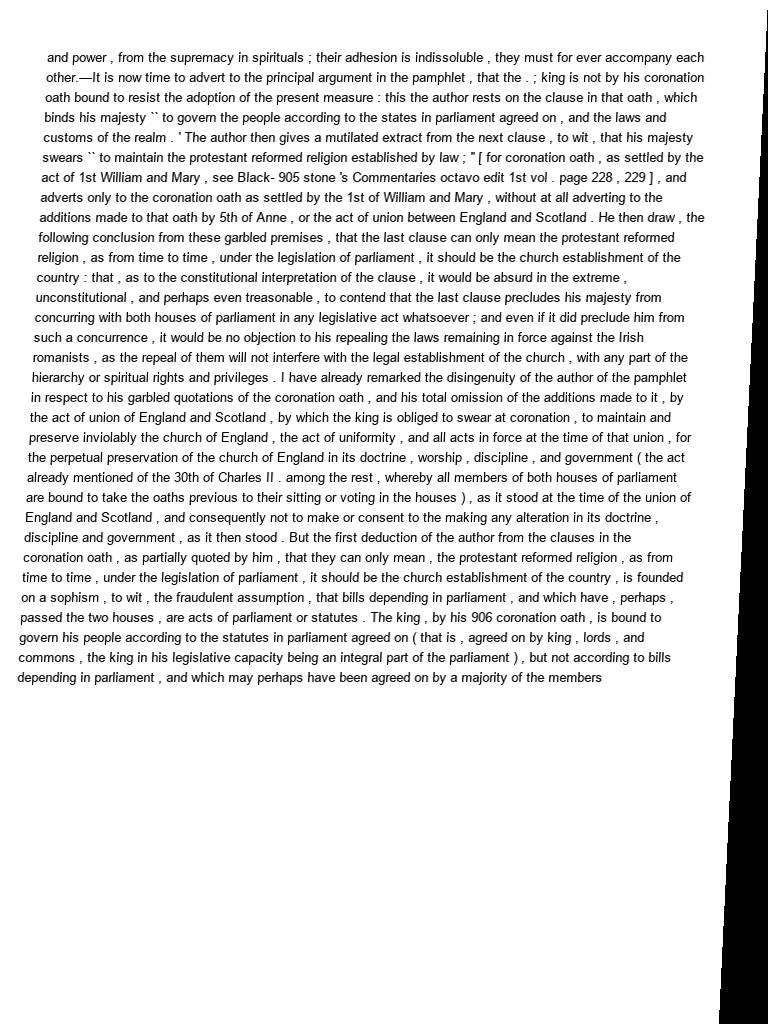 and power , from the supremacy in spirituals ; their adhesion is indissoluble , they must for ever accompany each
other.—It is now time to advert to the principal argument in the pamphlet , that the . ; king is not by his coronation
oath bound to resist the adoption of the present measure : this the author rests on the clause in that oath , which
binds his majesty `` to govern the people according to the states in parliament agreed on , and the laws and
customs of the realm . ' The author then gives a mutilated extract from the next clause , to wit , that his majesty
swears `` to maintain the protestant reformed religion established by law ; '' [ for coronation oath , as settled by the
act of 1st William and Mary , see Black- 905 stone 's Commentaries octavo edit 1st vol . page 228 , 229 ] , and
adverts only to the coronation oath as settled by the 1st of William and Mary , without at all adverting to the
additions made to that oath by 5th of Anne , or the act of union between England and Scotland . He then draw , the
following conclusion from these garbled premises , that the last clause can only mean the protestant reformed
religion , as from time to time , under the legislation of parliament , it should be the church establishment of the
country : that , as to the constitutional interpretation of the clause , it would be absurd in the extreme ,
unconstitutional , and perhaps even treasonable , to contend that the last clause precludes his majesty from
concurring with both houses of parliament in any legislative act whatsoever ; and even if it did preclude him from
such a concurrence , it would be no objection to his repealing the laws remaining in force against the Irish
romanists , as the repeal of them will not interfere with the legal establishment of the church , with any part of the
hierarchy or spiritual rights and privileges . I have already remarked the disingenuity of the author of the pamphlet
in respect to his garbled quotations of the coronation oath , and his total omission of the additions made to it , by
the act of union of England and Scotland , by which the king is obliged to swear at coronation , to maintain and
preserve inviolably the church of England , the act of uniformity , and all acts in force at the time of that union , for
the perpetual preservation of the church of England in its doctrine , worship , discipline , and government ( the act
already mentioned of the 30th of Charles II . among the rest , whereby all members of both houses of parliament
are bound to take the oaths previous to their sitting or voting in the houses ) , as it stood at the time of the union of
England and Scotland , and consequently not to make or consent to the making any alteration in its doctrine ,
discipline and government , as it then stood . But the first deduction of the author from the clauses in the
coronation oath , as partially quoted by him , that they can only mean , the protestant reformed religion , as from
time to time , under the legislation of parliament , it should be the church establishment of the country , is founded
on a sophism , to wit , the fraudulent assumption , that bills depending in parliament , and which have , perhaps ,
passed the two houses , are acts of parliament or statutes . The king , by his 906 coronation oath , is bound to
govern his people according to the statutes in parliament agreed on ( that is , agreed on by king , lords , and
commons , the king in his legislative capacity being an integral part of the parliament ) , but not according to bills
depending in parliament , and which may perhaps have been agreed on by a majority of the members